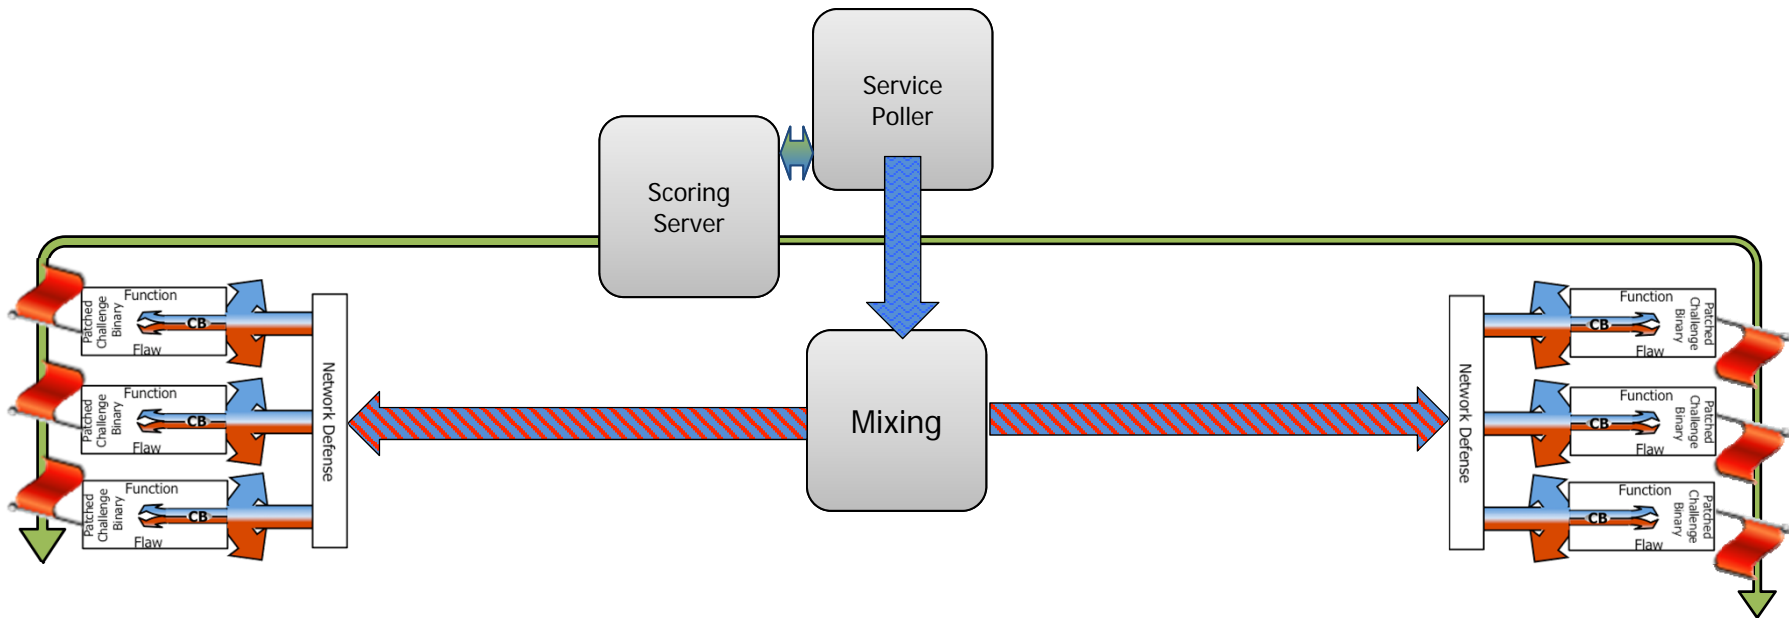 Service
Poller
Scoring
Server
Mixing
Function
Patched
Challenge
Binary
CB
Flaw
Function
Patched
Challenge
Binary
CB
Flaw
Function
Patched
Challenge
Binary
CB
Flaw
Network Defense
Network Defense
Function
Patched
Challenge
Binary
CB
Flaw
Function
Patched
Challenge
Binary
CB
Flaw
Function
Patched
Challenge
Binary
CB
Flaw